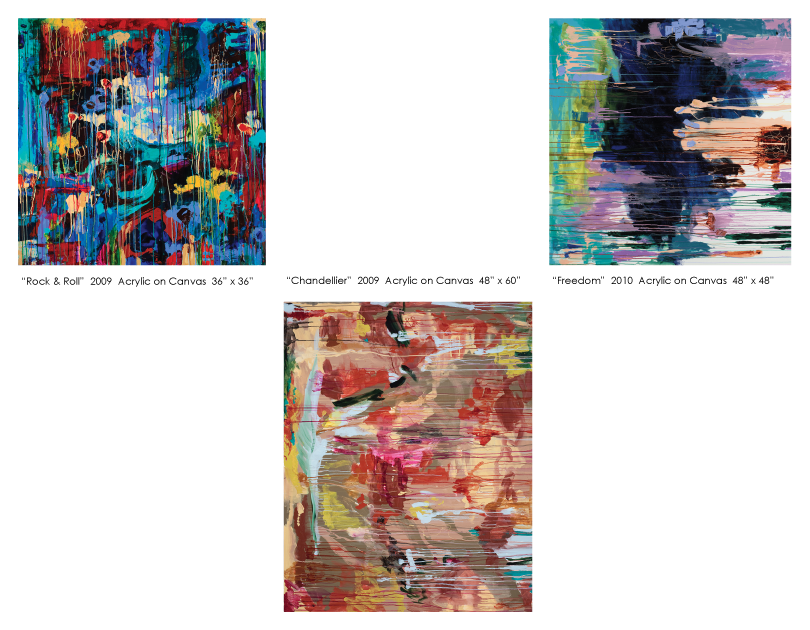 “Rock & Roll”  2009  Acrylic on Canvas  36” x 36”
“Chandellier”  2009  Acrylic on Canvas  48” x 60”
“Freedom”  2010  Acrylic on Canvas  48” x 48”